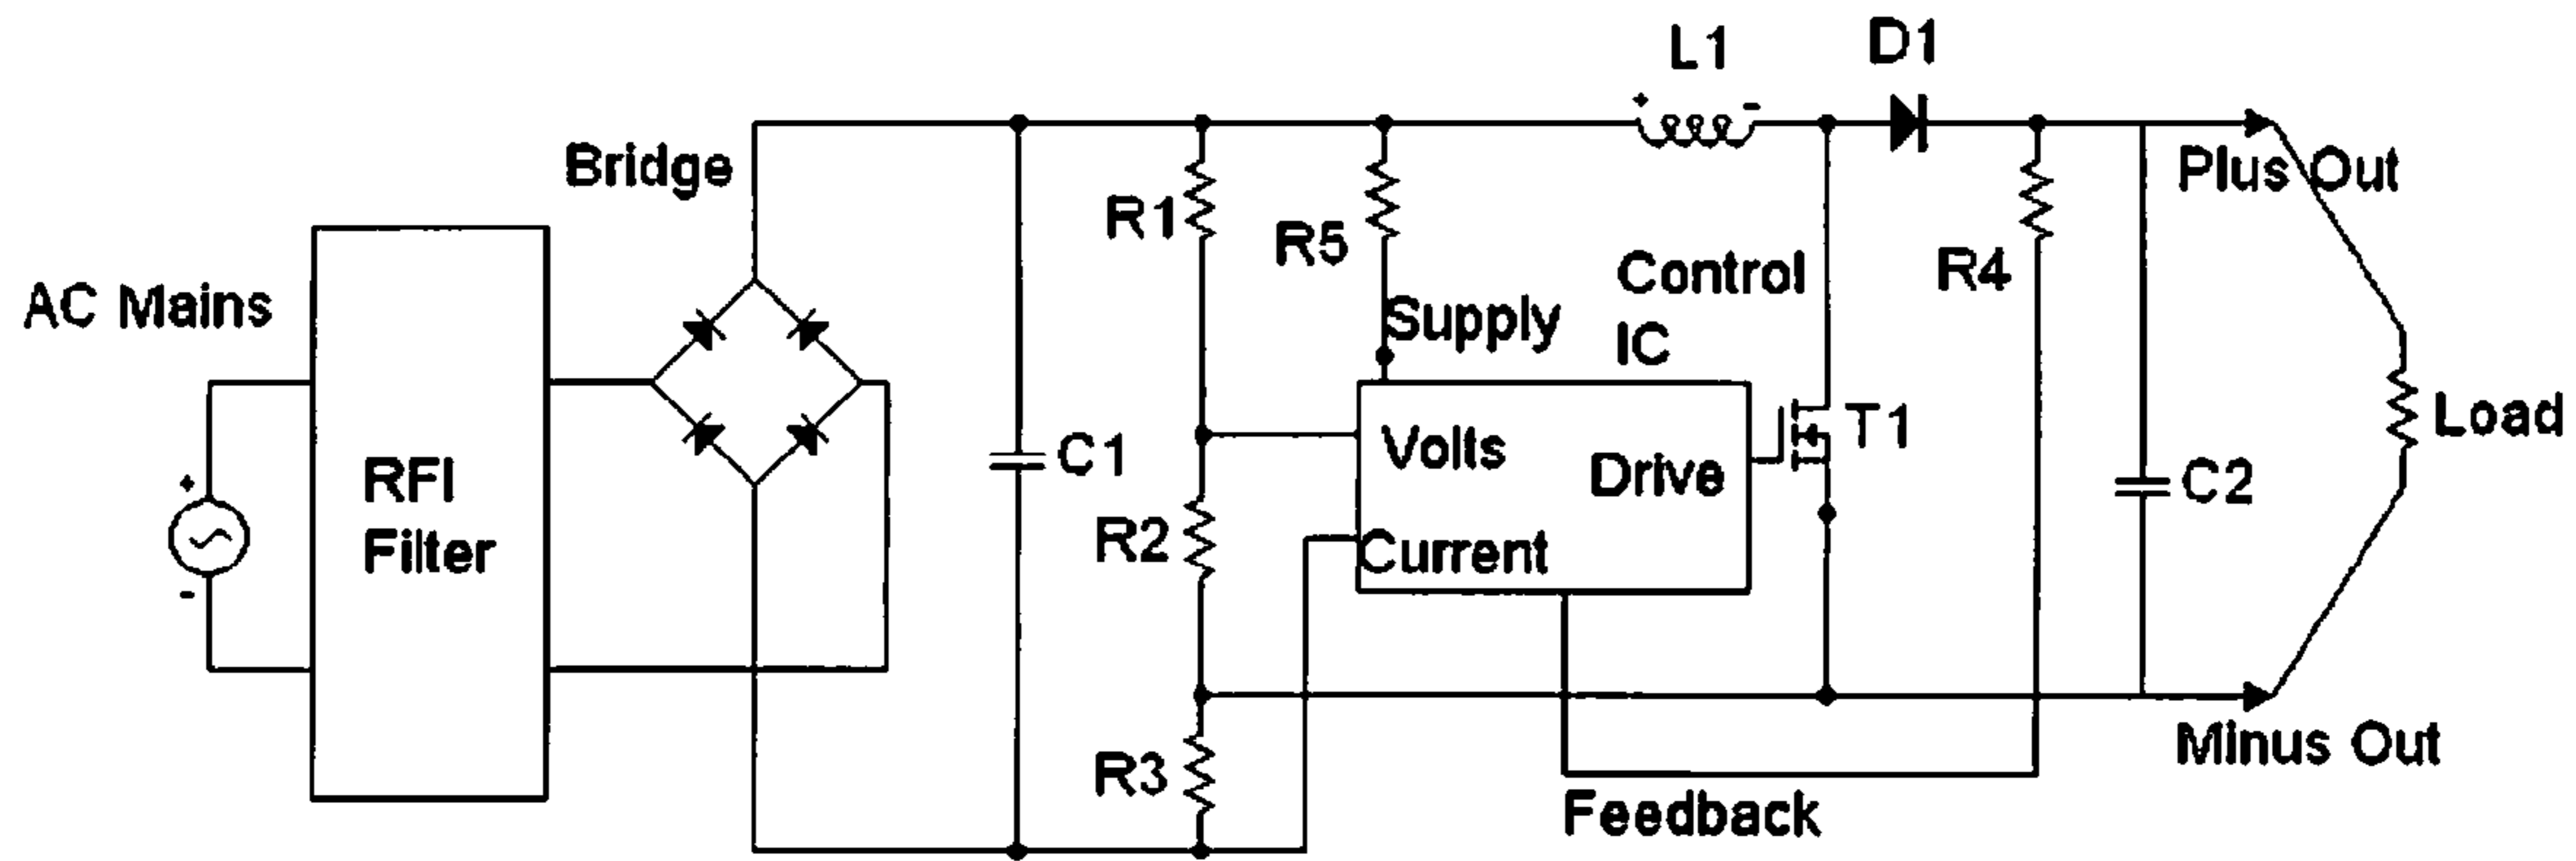 L1
D1
+ -
Bridge
Plus Out
R1
R5
Control
IC
R4
AC Mains
Supply
Load
Volts
T1
C1
RFI
Filter
Drive
C2
+
R2
Current
-
Minus Out
R3
Feedback